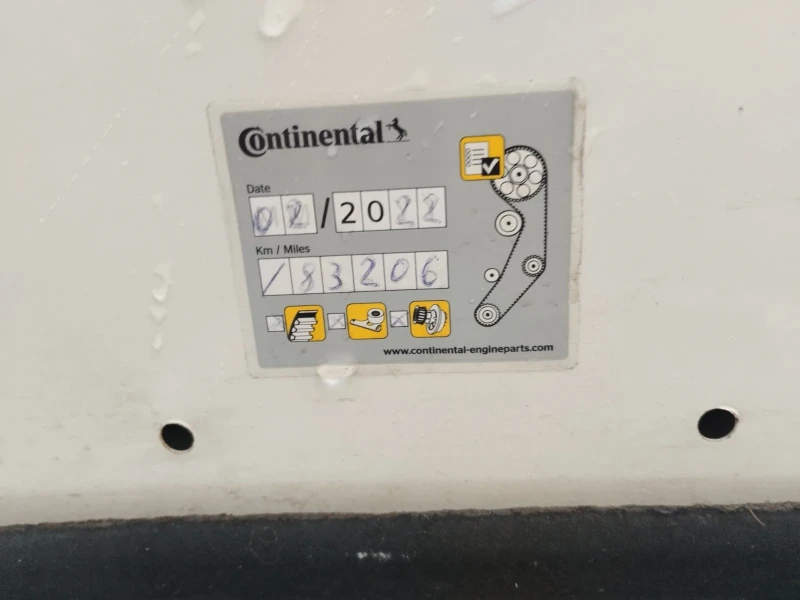 Continental
Date
02/2022
Km / Miles
/83206
www.continental-engineparts.com